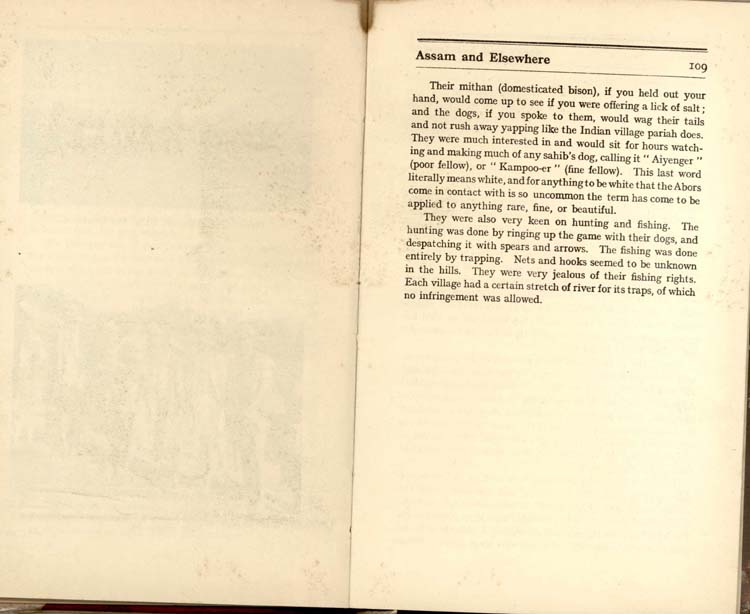 Assam and Elsewhere 109
Their mithan (domesticated bison), if you held out your
hand, would come up to see if you were offering a lick of salt;
and the dogs, if you spoke to them, would wag their tails
and not rush away yapping like the Indian village pariah does.
They were much interested in and would sit for hours watch-
ing and making much of any sahib's dog, calling it " Aiyenger "
(poor fellow), or " Kampoo-er " (fine fellow). This last word
literally means white, and for anything to be white that the Abors
come in contact with is so uncommon the term has come to be
applied to anything rare, fine, or beautiful.
They were also very keen on hunting and fishing. The
hunting was done by ringing up the game with their dogs, and
despatching it with spears and arrows. The fishing was done
entirely by trapping. Nets and hooks seemed to be unknown
in the hills. They were very jealous of their fishing rights.
Each village had a certain stretch of river for its traps, of which
no infringement was allowed.